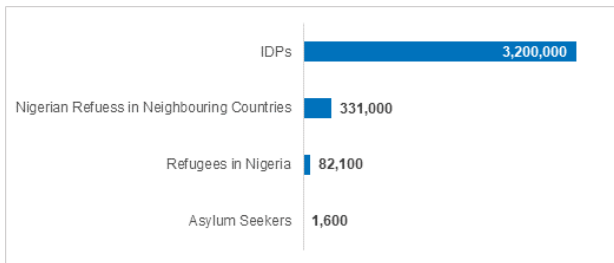 IDPs 3,200,000
Nigerian Refuess in Neighbouring Countries 331,000
Refugees in Nigeria 82,100
Asylum Seekers 1,600